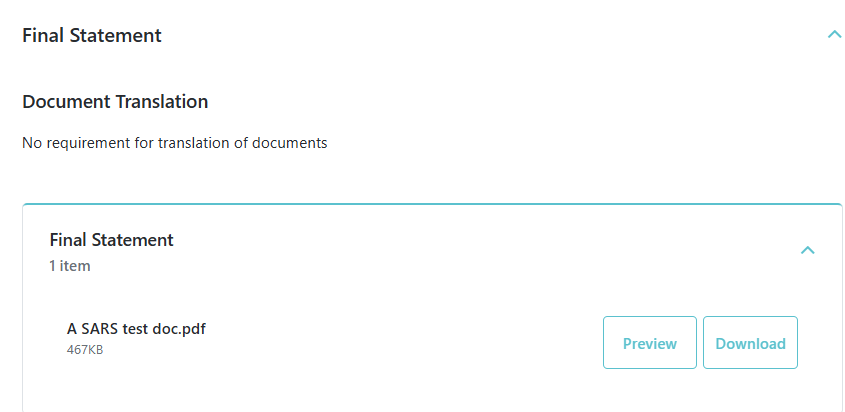 Final Statement
Document Translation
No requirement for translation of documents
Final Statement
1 item
A SARS test doc.pdf
467KB
Preview
Download